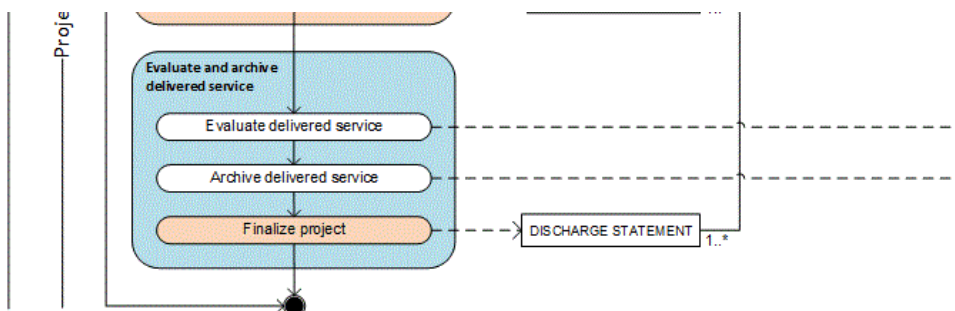 Proje
Evaluate and archive
delivered service
Evaluate delivered service
Archive delivered service
Finalize project
DISCHARGE STATEMENT
1..*